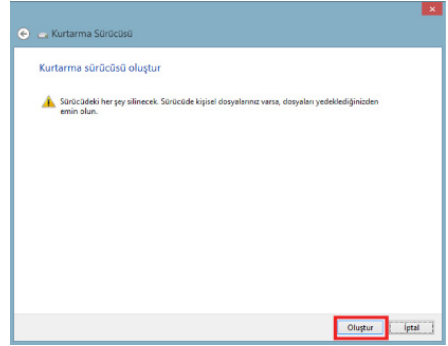 Kurtarma Sürücüsü
Kurtarma sürücüsü oluştur
Sürücüdeki her şey silinecek. Sürücüde kişisel dosyalarınız varsa, dosyaları yedeklediğinizden
emin olun.
Oluştur İptal